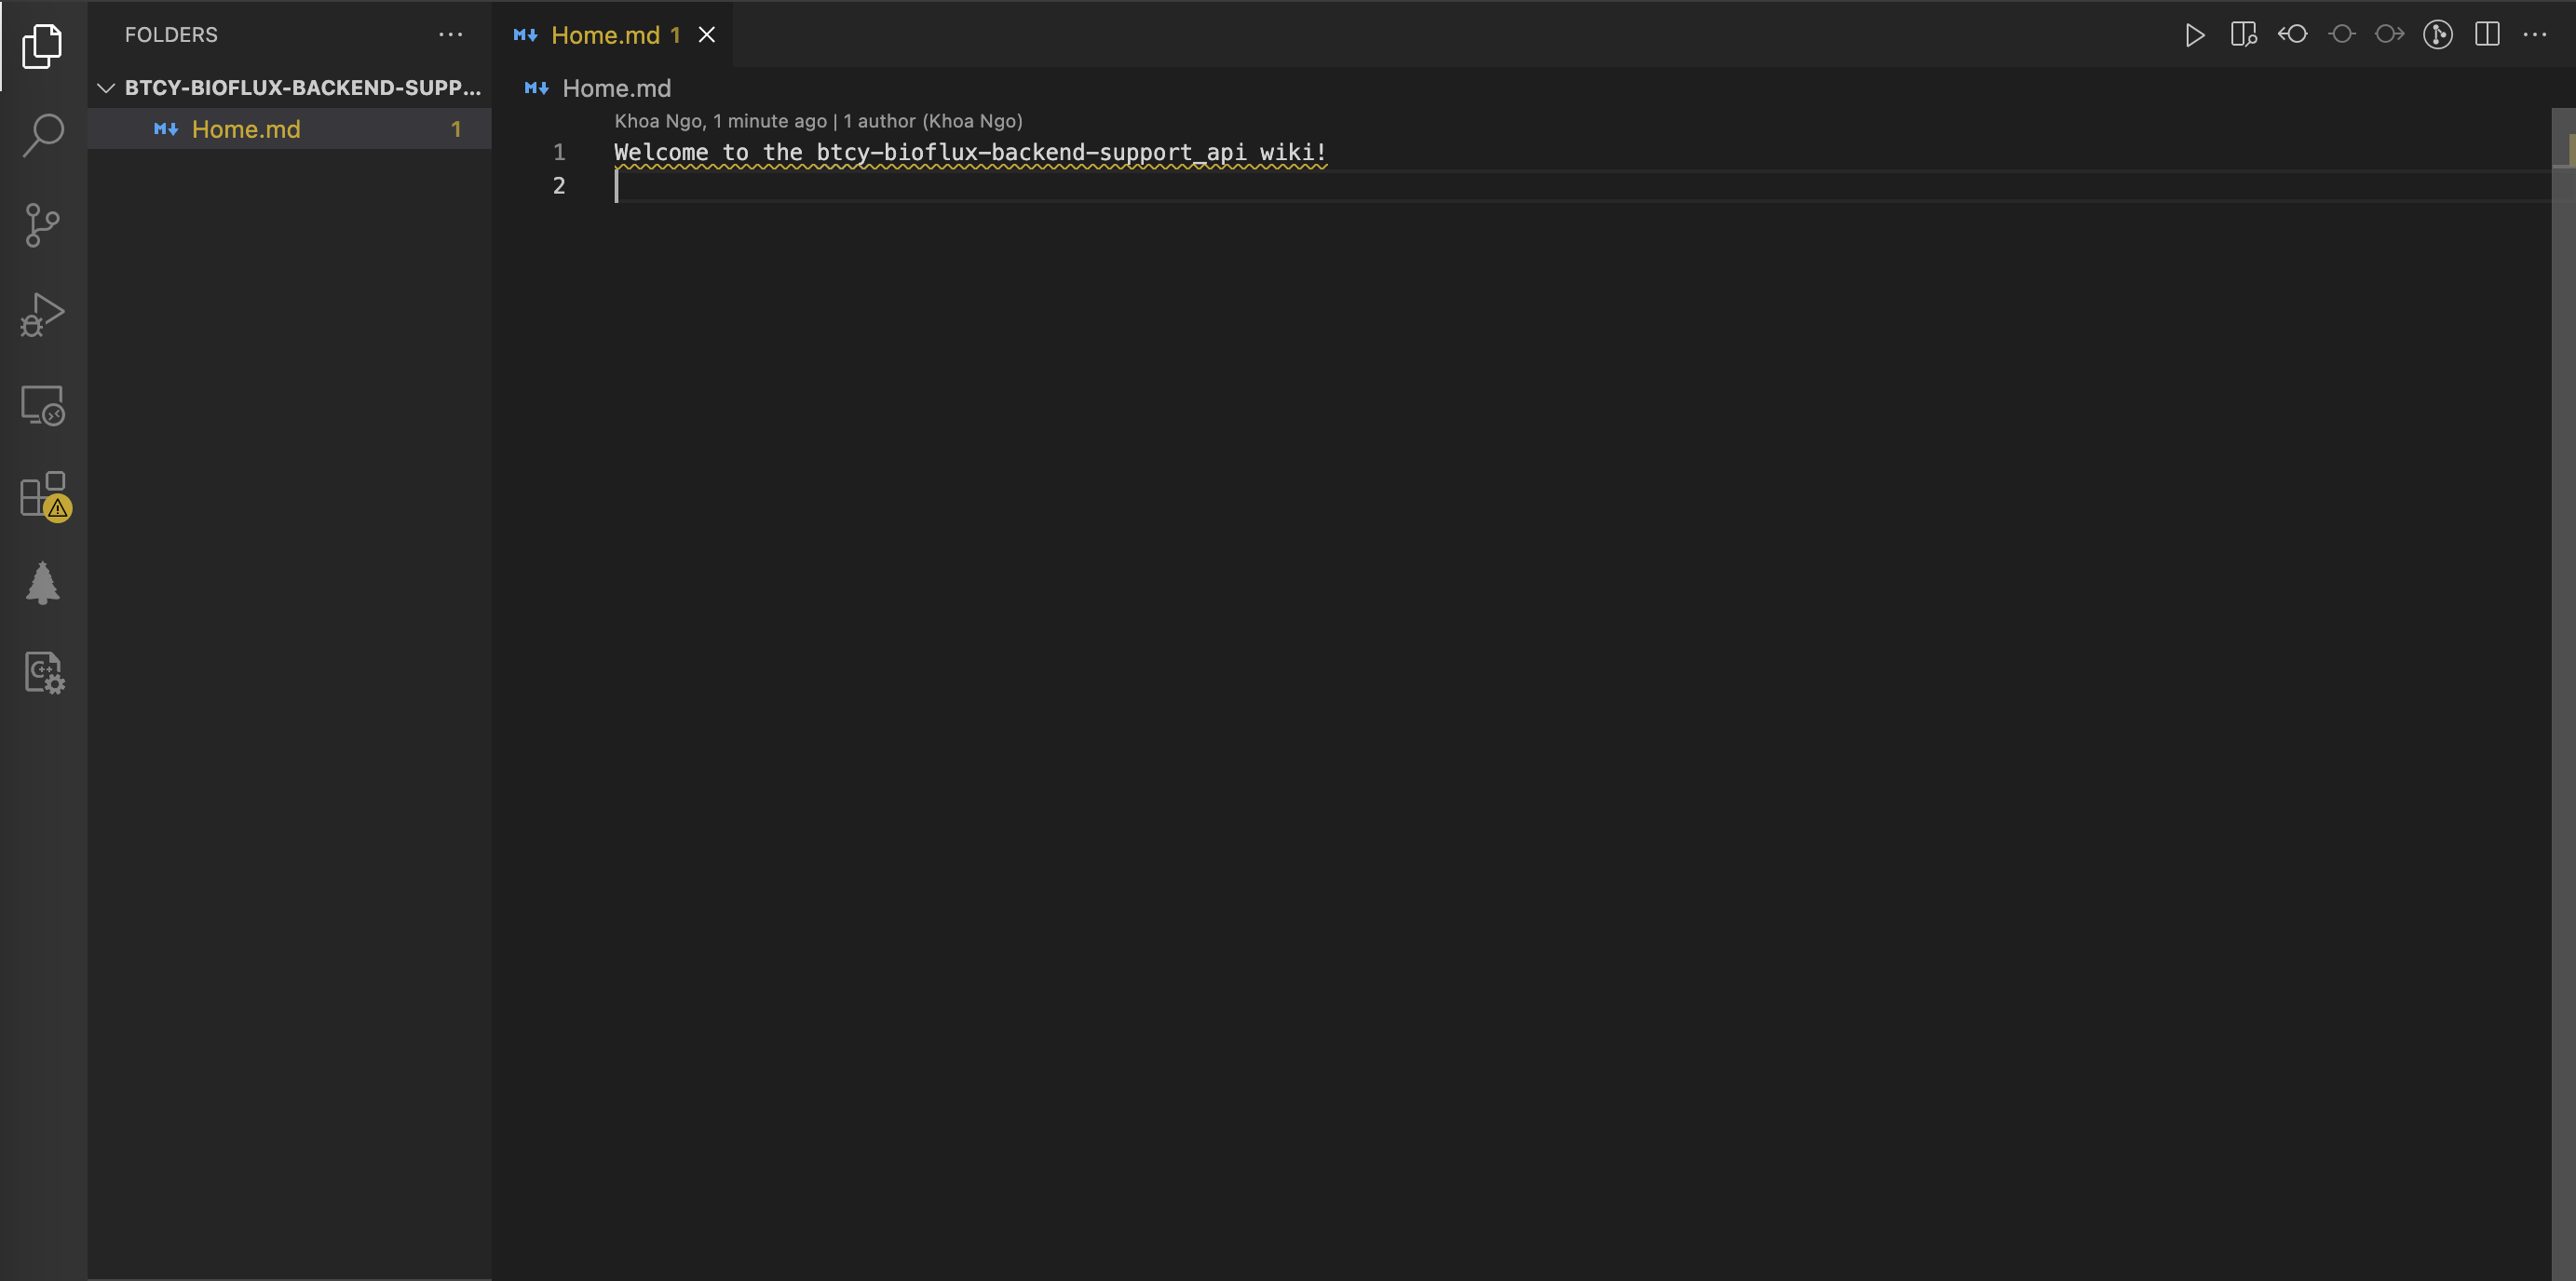 FOLDERS
BTCY-BIOFLUX-BACKEND-SUPP...
Home.md 1
Home.md 1
Home.md
Khoa Ngo, 1 minute ago | 1 author (Khoa Ngo)
1 Welcome to the btcy-bioflux-backend-support_api wiki!
2